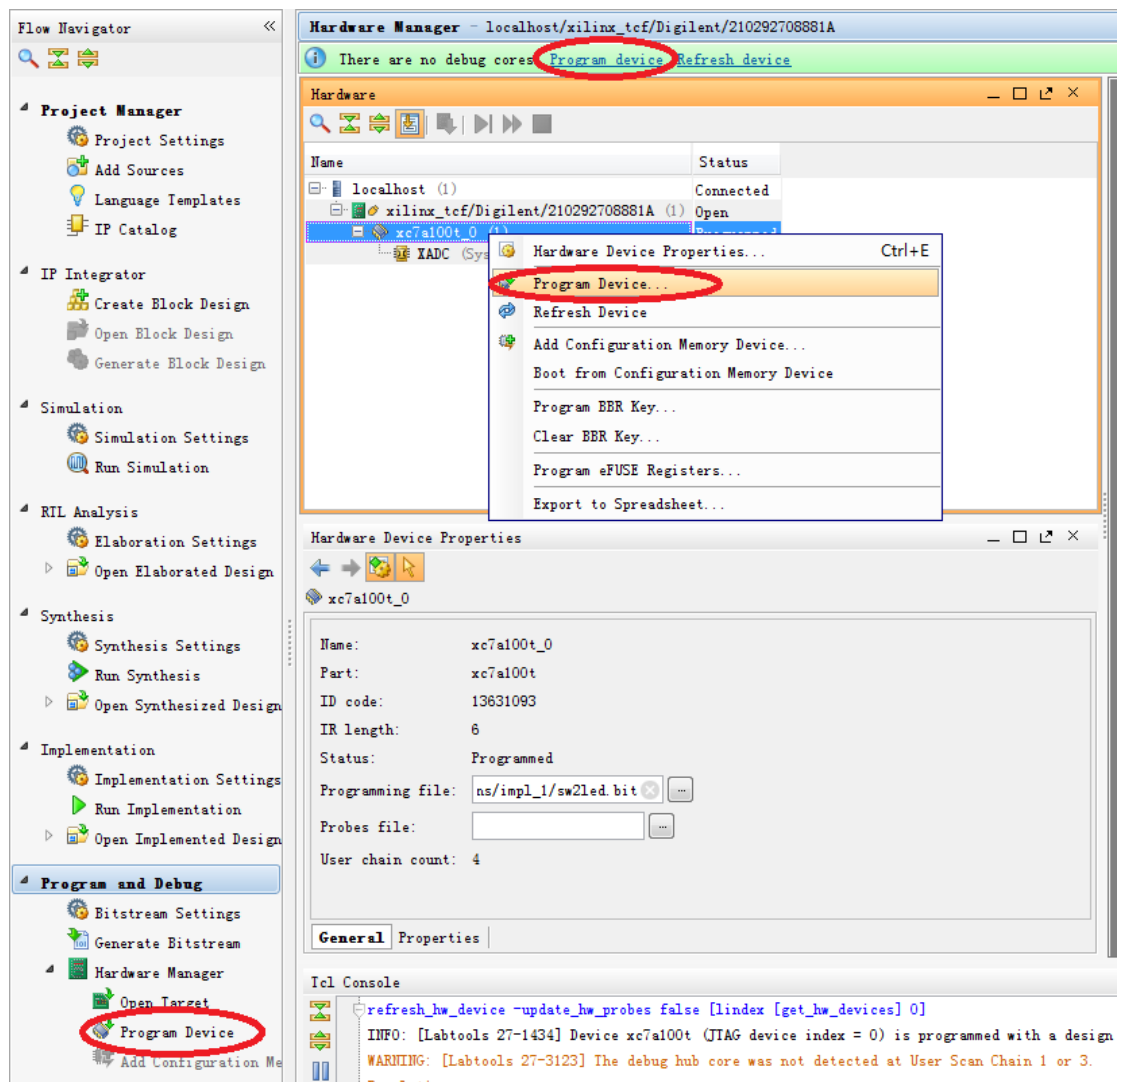 Flow Navigator
Project Manager
Project Settings
Add Sources
Language Templates
IP Catalog
IP Integrator
Create Block Design
Open Block Design
Generate Block Design
Simulation
Simulation Settings
Run Simulation
RTL Analysis
Elaboration Settings
Open Elaborated Design
Synthesis
Synthesis Settings
Run Synthesis
Open Synthesized Design
Implementation
Implementation Settings
Run Implementation
Open Implemented Design
Program and Debug
Bitstream Settings
Generate Bitstream
Hardware Manager
Open Target
Program Device
Add Configuration Me
Hardware Manager - localhost/xilinx_tcf/Digilent/210292708881A
There are no debug cores. Program device Refresh device
Hardware
Name Status
localhost (1) Connected
xilinx_tcf/Digilent/210292708881A (1) Open
xc7a100t_0 (1) Programmed
XADC (Sys
Hardware Device Properties... Ctrl+E
Program Device...
Refresh Device
Add Configuration Memory Device...
Boot from Configuration Memory Device
Program BBR Key...
Clear BBR Key...
Program eFUSE Registers...
Export to Spreadsheet...
Hardware Device Properties
xc7a100t_0
Name: xc7a100t_0
Part: xc7a100t
ID code: 13631093
IR length: 6
Status: Programmed
Programming file: ns/impl_1/sw2led.bit ...
Probes file: ...
User chain count: 4
General Properties
Tcl Console
refresh_hw_device -update_hw_probes false [lindex [get_hw_devices] 0]
INFO: [Labtools 27-1434] Device xc7a100t (JTAG device index = 0) is programmed with a design
WARNING: [Labtools 27-3123] The debug hub core was not detected at User Scan Chain 1 or 3.